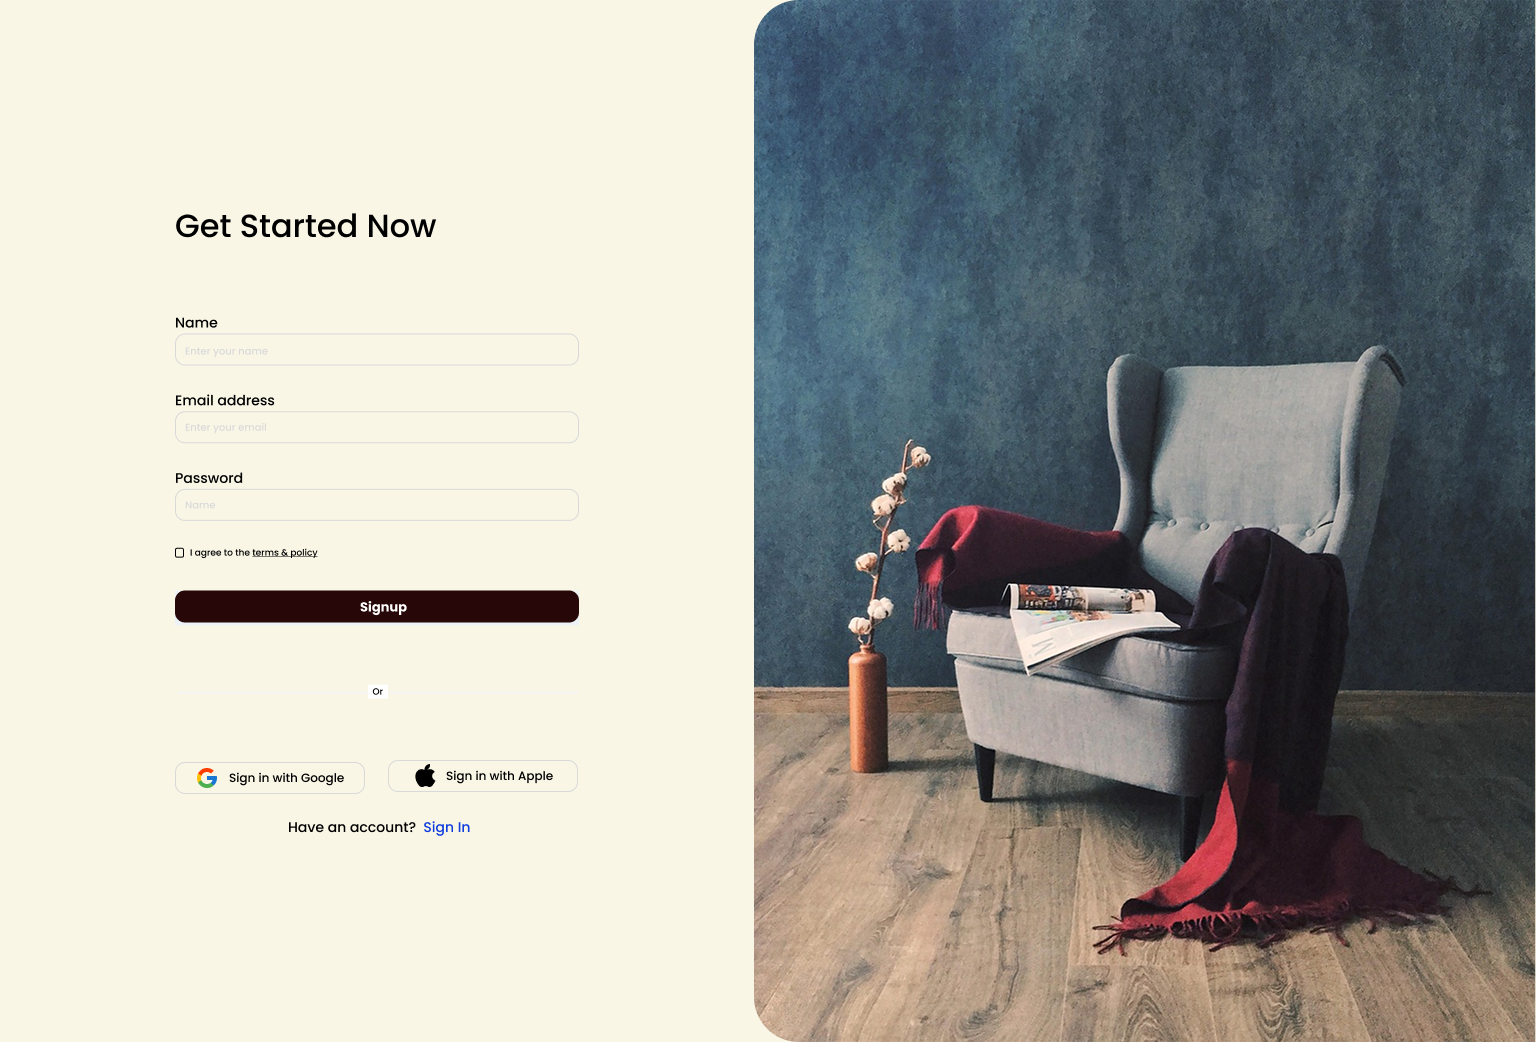 Get Started Now
Name
Enter your name
Email address
Enter your email
Password
Name
I agree to the terms & policy
Signup
Or
Sign in with Google
Sign in with Apple
Have an account? Sign In